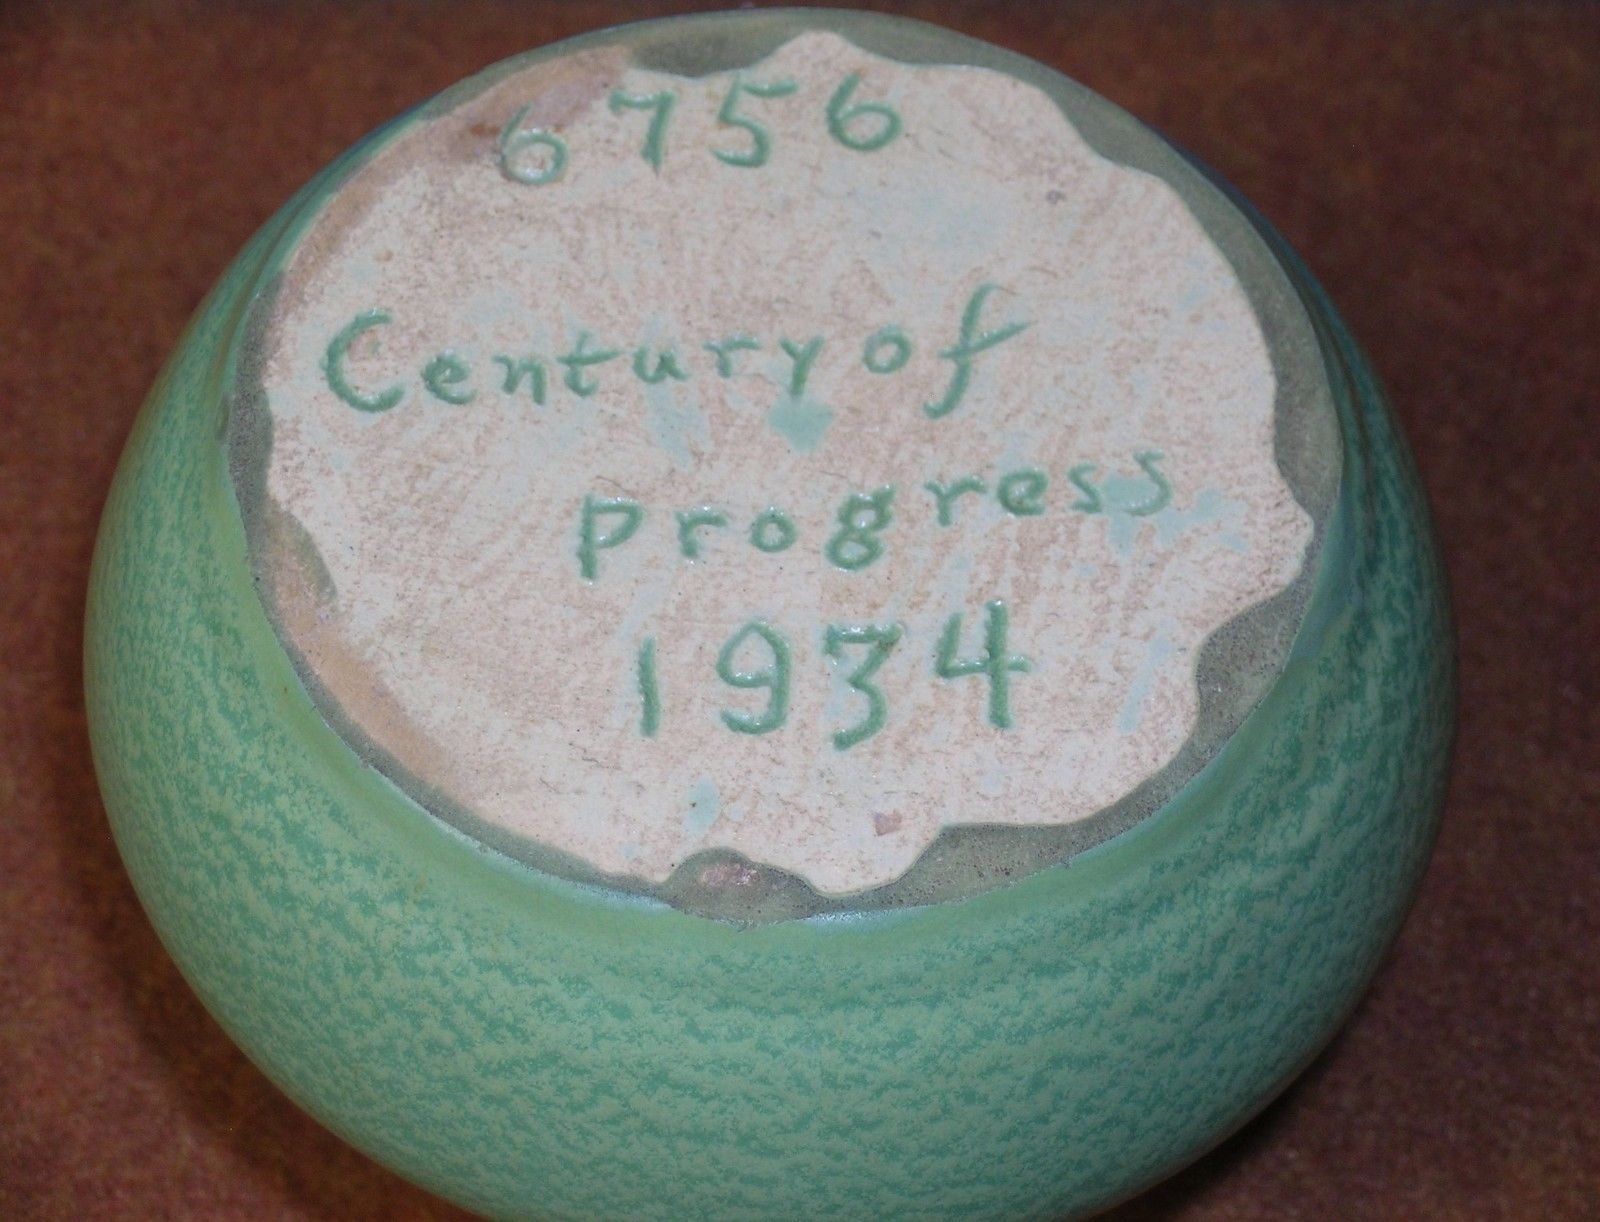 6756
Century of
progress
1934